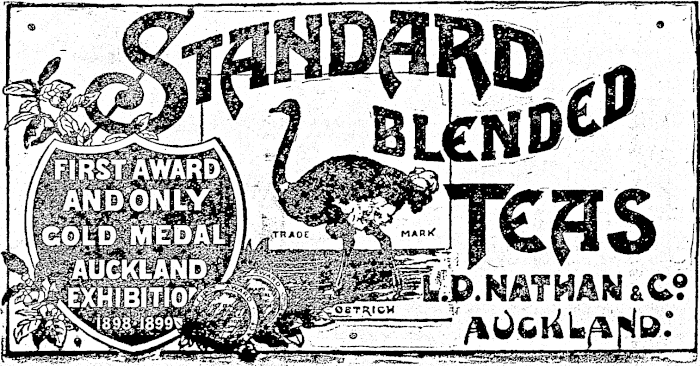 STANDARD
BLENDED
TEAS
L.D. NATHAN & Co
AUCKLAND.
FIRST AWARD
AND ONLY
GOLD MEDAL
AUCKLAND
EXHIBITION
1898-1899
TRADE MARK
OSTRICH